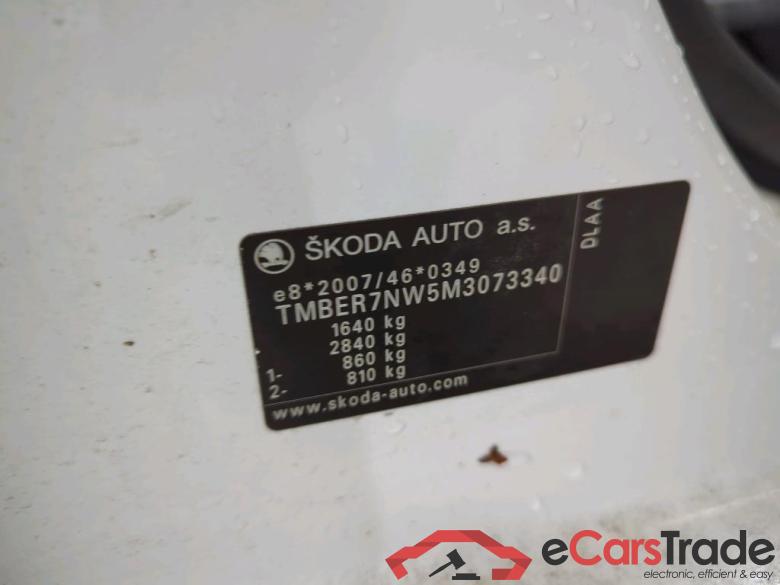 ŠKODA AUTO a.s.
DLAA
e8*2007/46*0349
TMBER7NW5M3073340
1640 kg
2840 kg
1- 860 kg
2- 810 kg
www.skoda-auto.com
eCarsTrade
electronic, efficient & easy